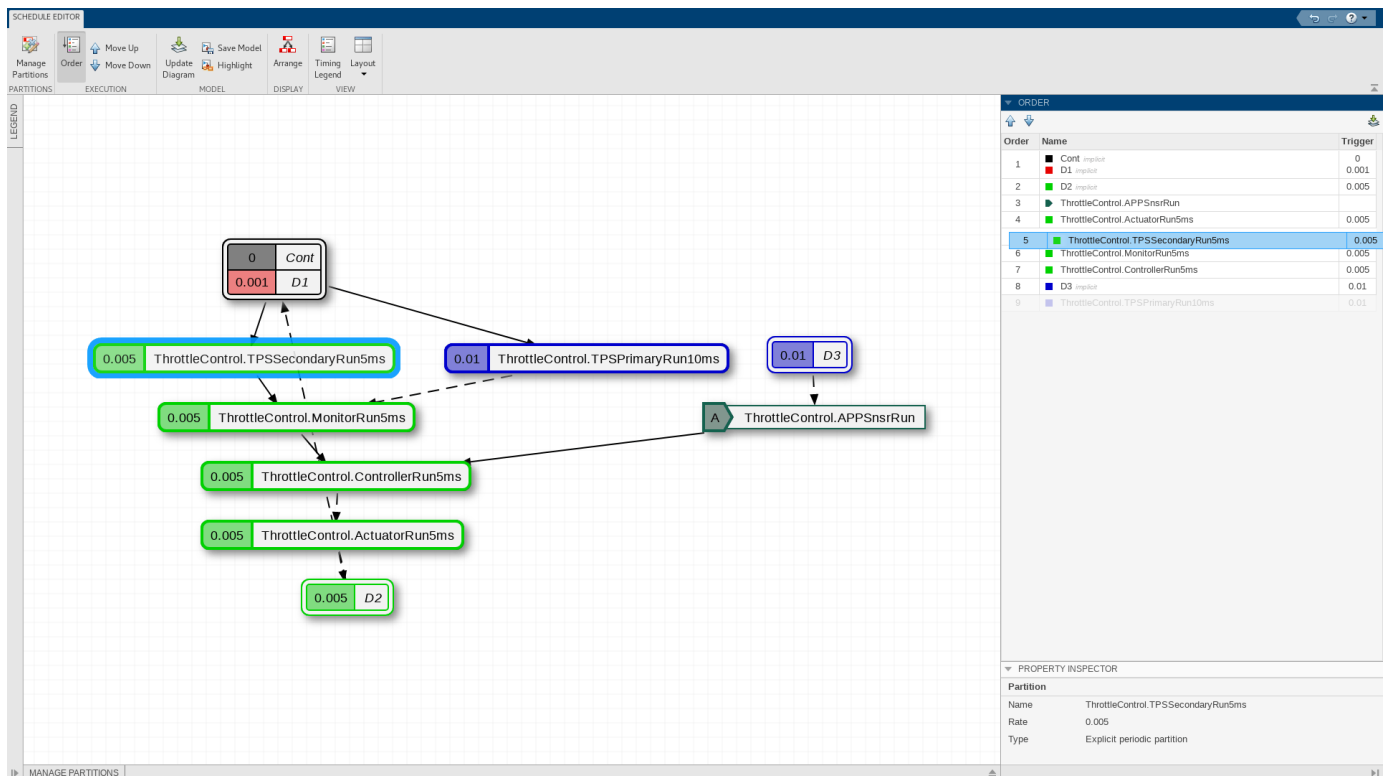 SCHEDULE EDITOR
?
Manage Partitions
Order
Move Up
Move Down
Update Diagram
Save Model
Highlight
Arrange
Timing Legend
Layout
PARTITIONS
EXECUTION
MODEL
DISPLAY
VIEW
LEGEND
0 Cont
0.001 D1
0.005 ThrottleControl.TPSSecondaryRun5ms
0.01 ThrottleControl.TPSPrimaryRun10ms
0.01 D3
0.005 ThrottleControl.MonitorRun5ms
A ThrottleControl.APPSnsrRun
0.005 ThrottleControl.ControllerRun5ms
0.005 ThrottleControl.ActuatorRun5ms
0.005 D2
MANAGE PARTITIONS
ORDER
Order Name Trigger
1 Cont implicit 0
D1 implicit 0.001
2 D2 implicit 0.005
3 ThrottleControl.APPSnsrRun
4 ThrottleControl.ActuatorRun5ms 0.005
5 ThrottleControl.TPSSecondaryRun5ms 0.005
6 ThrottleControl.MonitorRun5ms 0.005
7 ThrottleControl.ControllerRun5ms 0.005
8 D3 implicit 0.01
9 ThrottleControl.TPSPrimaryRun10ms 0.01
PROPERTY INSPECTOR
Partition
Name ThrottleControl.TPSSecondaryRun5ms
Rate 0.005
Type Explicit periodic partition